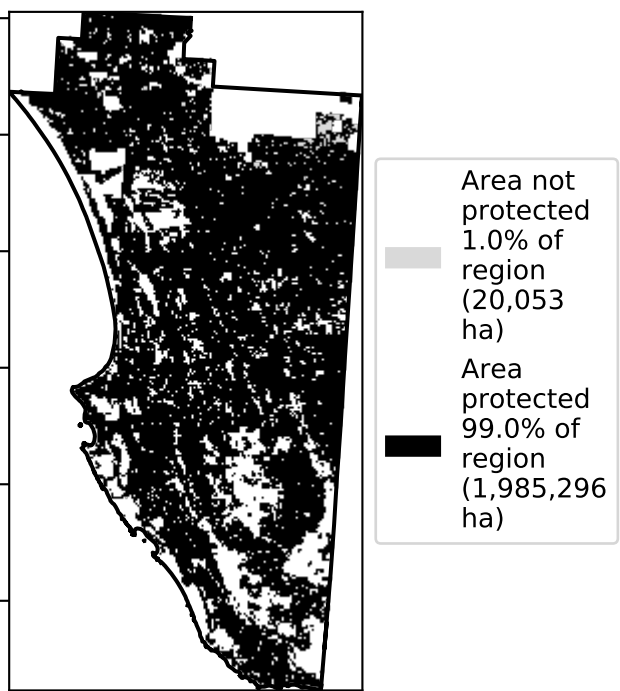 Area not
protected
1.0% of
region
(20,053
ha)
Area
protected
99.0% of
region
(1,985,296
ha)